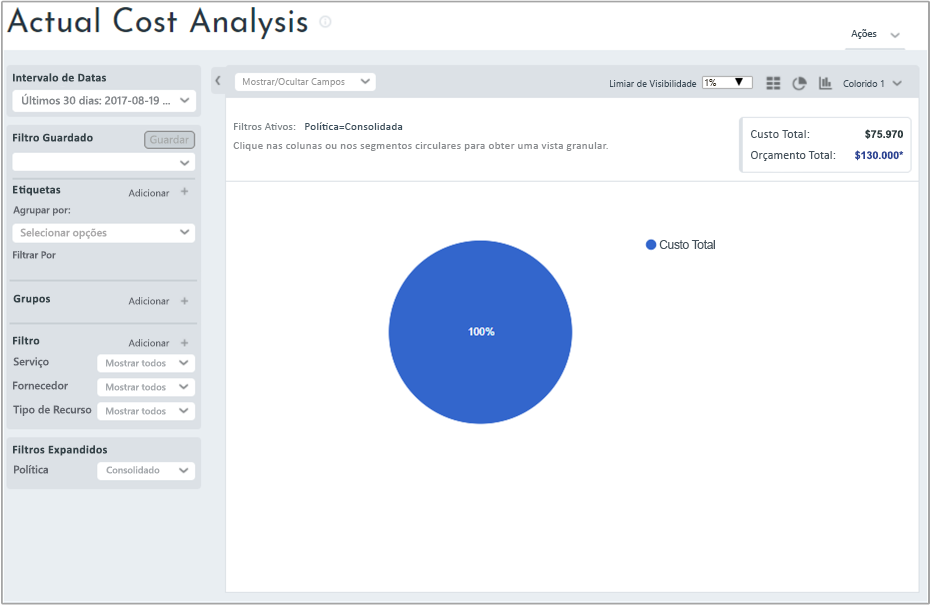 Actual Cost Analysis
Ações
Intervalo de Datas
Últimos 30 dias: 2017-08-19 ...
Filtro Guardado
Guardar
Etiquetas
Adicionar +
Agrupar por:
Selecionar opções
Filtrar Por
Grupos
Adicionar +
Filtro
Adicionar +
Serviço
Mostrar todos
Fornecedor
Mostrar todos
Tipo de Recurso
Mostrar todos
Filtros Expandidos
Política
Consolidado
Mostrar/Ocultar Campos
Limiar de Visibilidade
1%
Colorido 1
Filtros Ativos: Política=Consolidada
Clique nas colunas ou nos segmentos circulares para obter uma vista granular.
Custo Total: $75.970
Orçamento Total: $130.000*
Custo Total
100%